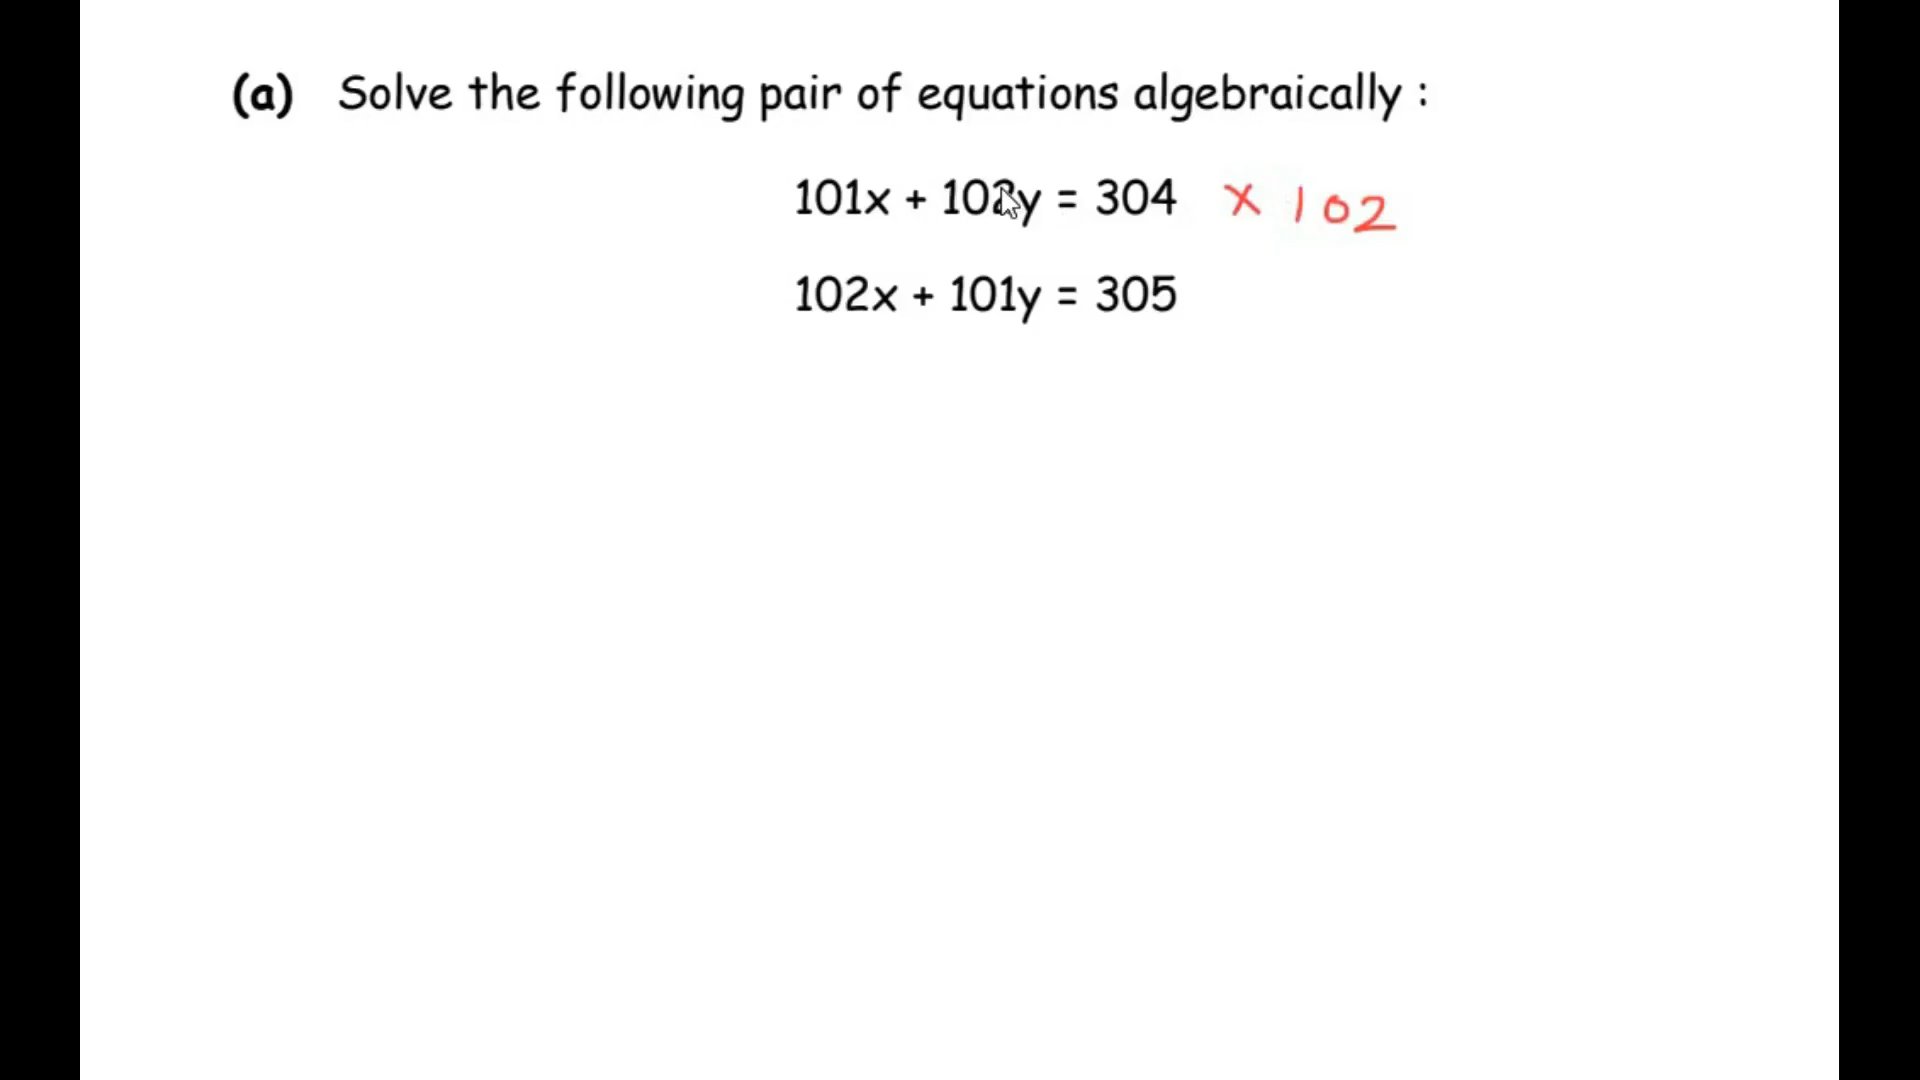 (a) Solve the following pair of equations algebraically :
101x + 102y = 304 × 102
102x + 101y = 305